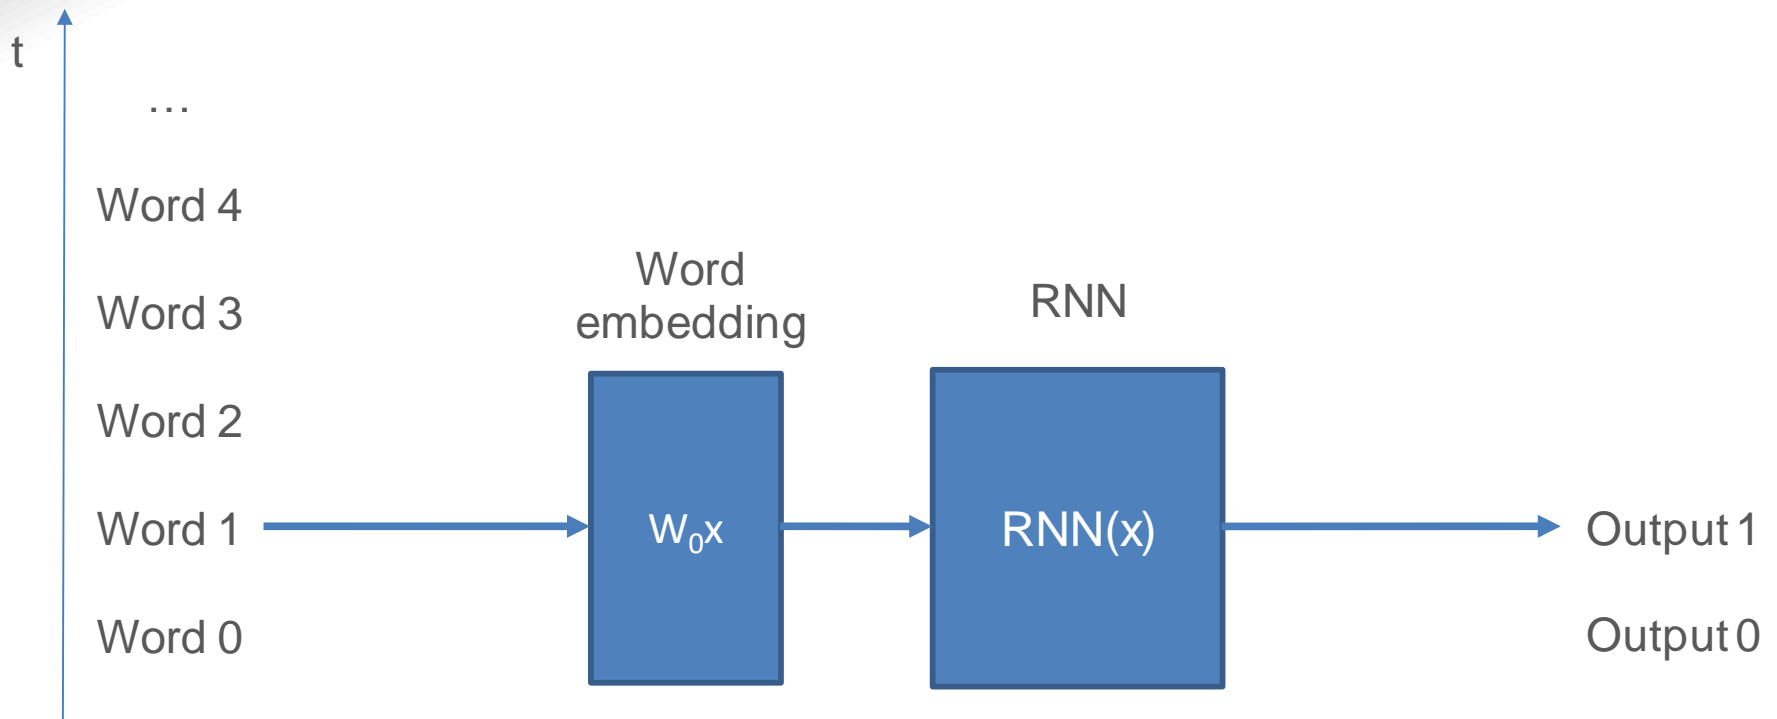 t
…
Word 4
Word 3
Word 2
Word 1
Word 0
Word
embedding
W₀x
RNN
RNN(x)
Output 1
Output 0